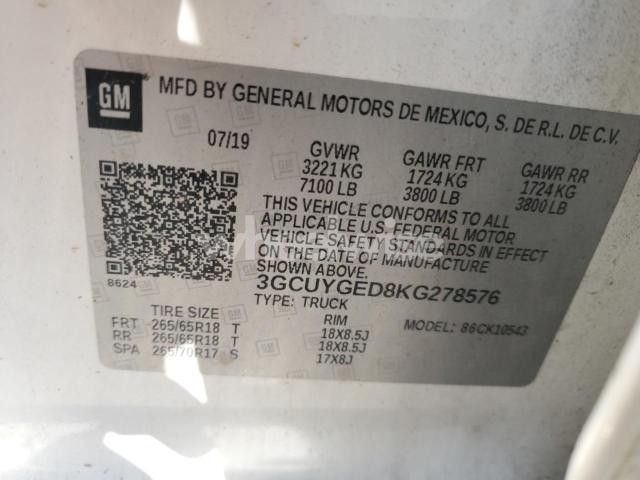 GM
MFD BY GENERAL MOTORS DE MEXICO, S. DE R.L. DE C.V.
07/19 GVWR GAWR FRT GAWR RR
3221 KG 1724 KG 1724 KG
7100 LB 3800 LB 3800 LB
THIS VEHICLE CONFORMS TO ALL
APPLICABLE U.S. FEDERAL MOTOR
VEHICLE SAFETY STANDARDS IN EFFECT
ON THE DATE OF MANUFACTURE
SHOWN ABOVE.
8624 3GCUYGED8KG278576
TYPE: TRUCK
TIRE SIZE RIM MODEL: 86CK10543
FRT 265/65R18 T 18X8.5J
RR 265/65R18 T 18X8.5J
SPA 265/70R17 S 17X8J